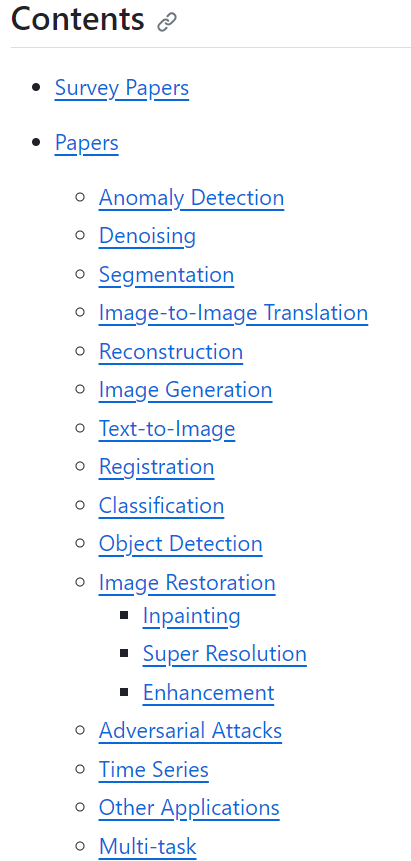 Contents
Survey Papers
Papers
Anomaly Detection
Denoising
Segmentation
Image-to-Image Translation
Reconstruction
Image Generation
Text-to-Image
Registration
Classification
Object Detection
Image Restoration
Inpainting
Super Resolution
Enhancement
Adversarial Attacks
Time Series
Other Applications
Multi-task